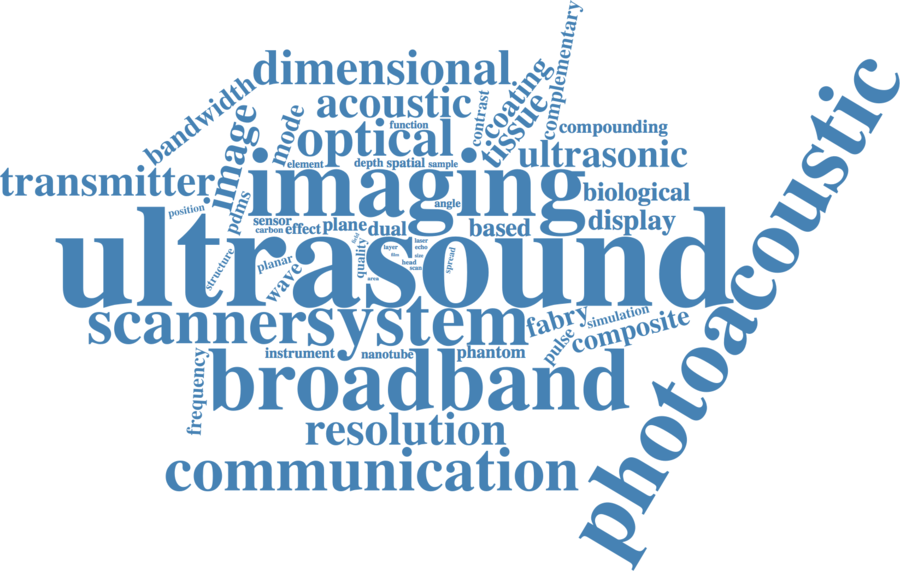 complementary
dimensional
coating
bandwidth
acoustic
contrast
tissue
image
mode
function
optical
compounding
element
depth
spatial
sample
ultrasonic
transmitter
imaging
biological
pdms
angle
position
sensor
carbon
effect
plane
dual
based
display
photoacoustic
ultrasound
quality
field
laser
layer
echo
film
size
bead
scan
area
spread
structure
planar
wave
scanner
system
fabry
simulation
composite
pulse
instrument
nanotube
phantom
frequency
broadband
resolution
communication